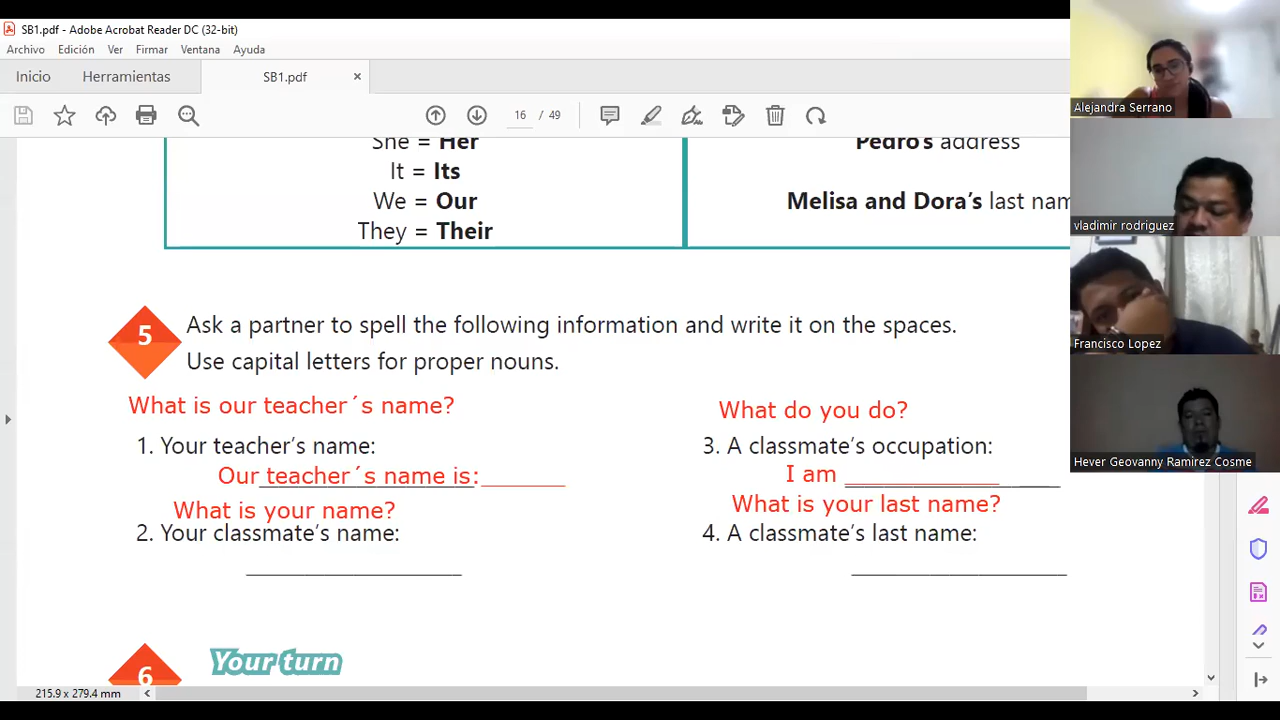 SB1.pdf - Adobe Acrobat Reader DC (32-bit)
Archivo Edición Ver Firmar Ventana Ayuda
Inicio Herramientas SB1.pdf ×
16 / 49
She = Her
It = Its
We = Our
They = Their
Pedro's address
Melisa and Dora's last nam
5
Ask a partner to spell the following information and write it on the spaces.
Use capital letters for proper nouns.
What is our teacher´s name?
1. Your teacher's name:
Our teacher´s name is:_______
What is your name?
2. Your classmate's name:
What do you do?
3. A classmate's occupation:
I am ____________
What is your last name?
4. A classmate's last name:
6
Your turn
215.9 x 279.4 mm
Alejandra Serrano
vladimir rodriguez
Francisco Lopez
Hever Geovanny Ramirez Cosme